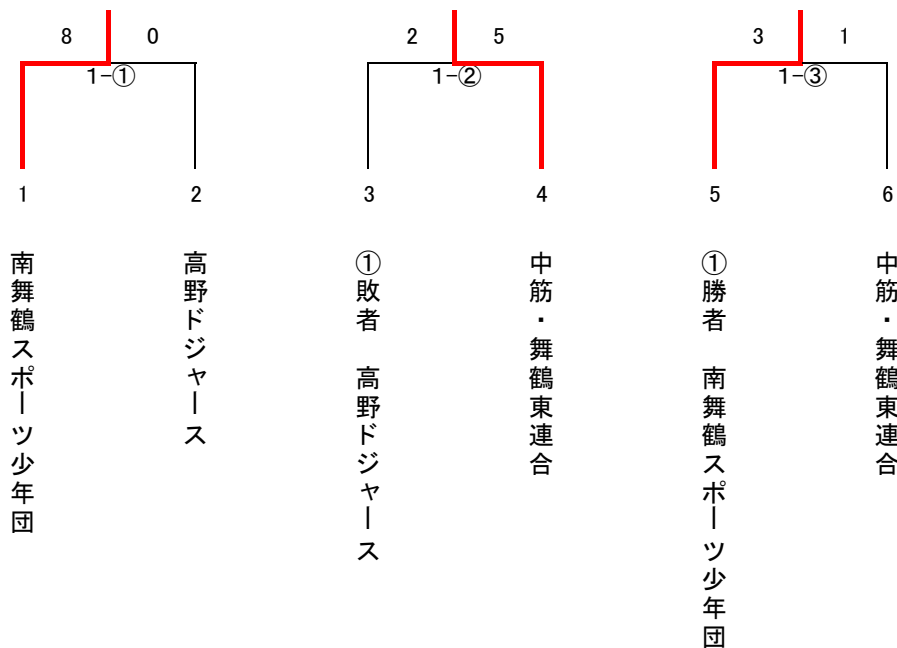 8 0
1-①
1 2
南舞鶴スポーツ少年団
高野ドジャース
2 5
1-②
3 4
①敗者 高野ドジャース
中筋・舞鶴東連合
3 1
1-③
5 6
①勝者 南舞鶴スポーツ少年団
中筋・舞鶴東連合